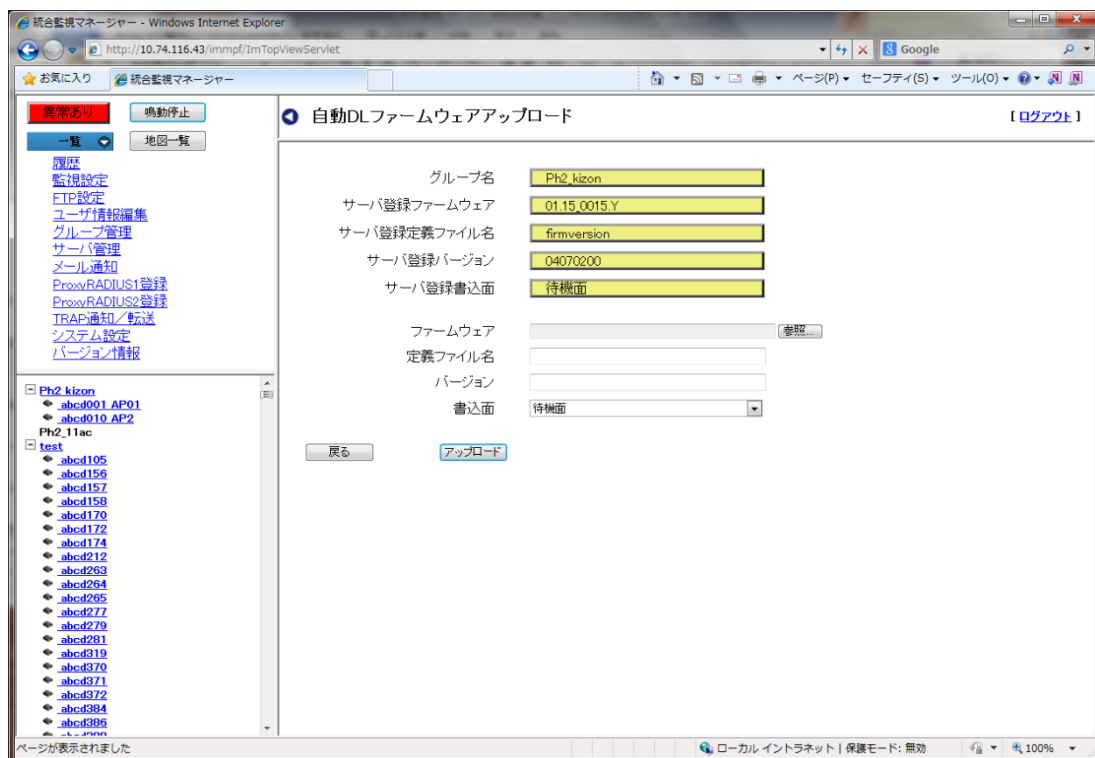 統合監視マネージャー - Windows Internet Explorer
http://10.74.116.43/immpf/ImTopViewServlet
Google
お気に入り
統合監視マネージャー
ページ(P)
セーフティ(S)
ツール(O)
異常あり
鳴動停止
一覧
地図一覧
履歴
監視設定
FTP設定
ユーザ情報編集
グループ管理
サーバ管理
メール通知
ProxyRADIUS1登録
ProxyRADIUS2登録
TRAP通知／転送
システム設定
バージョン情報
Ph2_kizon
abcd001_AP01
abcd010_AP2
Ph2_11ac
test
abcd105
abcd156
abcd157
abcd158
abcd170
abcd172
abcd174
abcd212
abcd263
abcd264
abcd265
abcd277
abcd279
abcd281
abcd319
abcd370
abcd371
abcd372
abcd384
abcd386
自動DLファームウェアアップロード
[ログアウト]
グループ名 Ph2_kizon
サーバ登録ファームウェア 01.15_0015.Y
サーバ登録定義ファイル名 firmversion
サーバ登録バージョン 04070200
サーバ登録書込面 待機面
ファームウェア 参照...
定義ファイル名
バージョン
書込面 待機面
戻る アップロード
ページが表示されました
ローカル イントラネット | 保護モード: 無効
100%